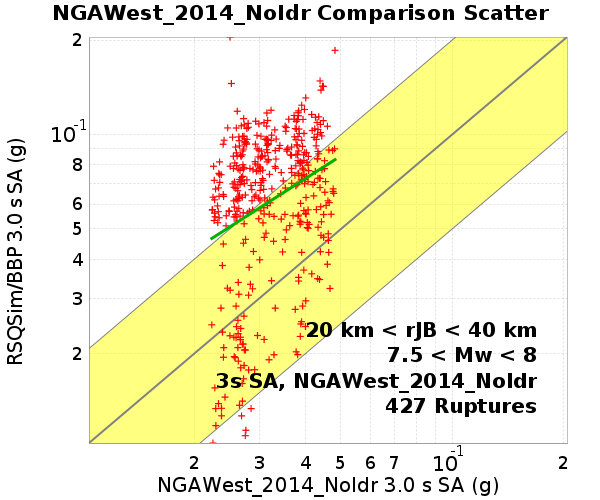 NGAWest_2014_NoIdr Comparison Scatter
RSQSim/BBP 3.0 s SA (g)
2
10-1
8
6
5
4
3
2
20 km < rJB < 40 km
7.5 < Mw < 8
3s SA, NGAWest_2014_NoIdr
427 Ruptures
2 3 4 5 6 7 10-1 2
NGAWest_2014_NoIdr 3.0 s SA (g)